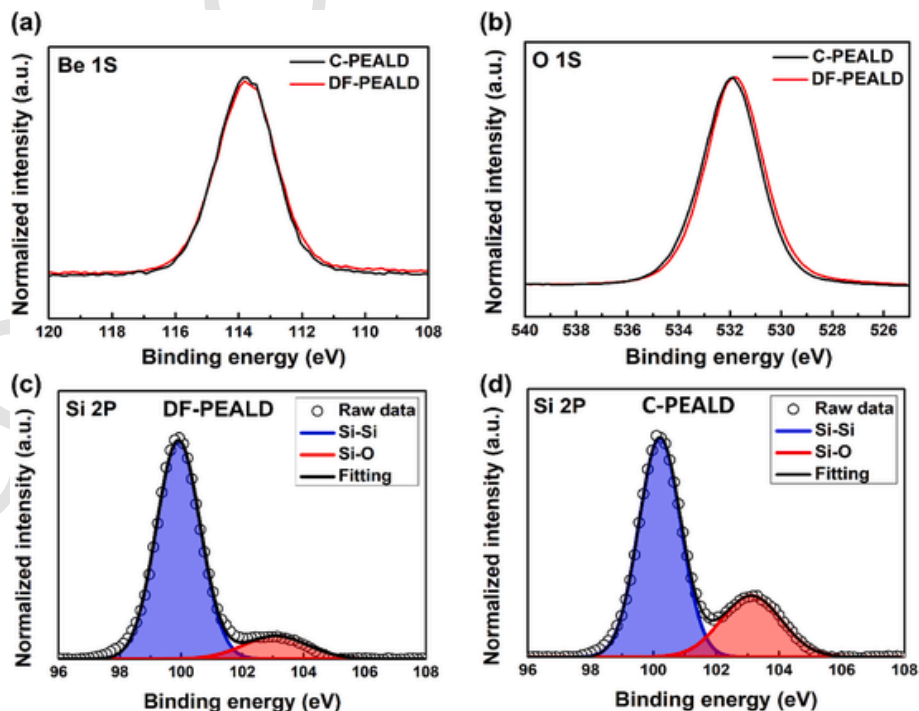 (a)
Be 1S
C-PEALD
DF-PEALD
Normalized intensity (a.u.)
120 118 116 114 112 110 108
Binding energy (eV)
(b)
O 1S
C-PEALD
DF-PEALD
Normalized intensity (a.u.)
540 538 536 534 532 530 528 526
Binding energy (eV)
(c)
Si 2P DF-PEALD
Raw data
Si-Si
Si-O
Fitting
Normalized intensity (a.u.)
96 98 100 102 104 106 108
Binding energy (eV)
(d)
Si 2P C-PEALD
Raw data
Si-Si
Si-O
Fitting
Normalized intensity (a.u.)
96 98 100 102 104 106 108
Binding energy (eV)